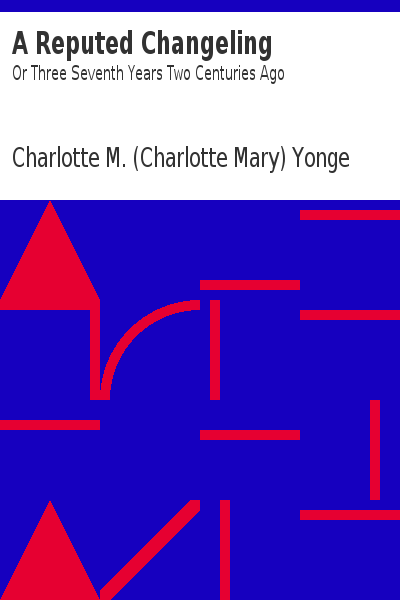 A Reputed Changeling
Or Three Seventh Years Two Centuries Ago
Charlotte M. (Charlotte Mary) Yonge